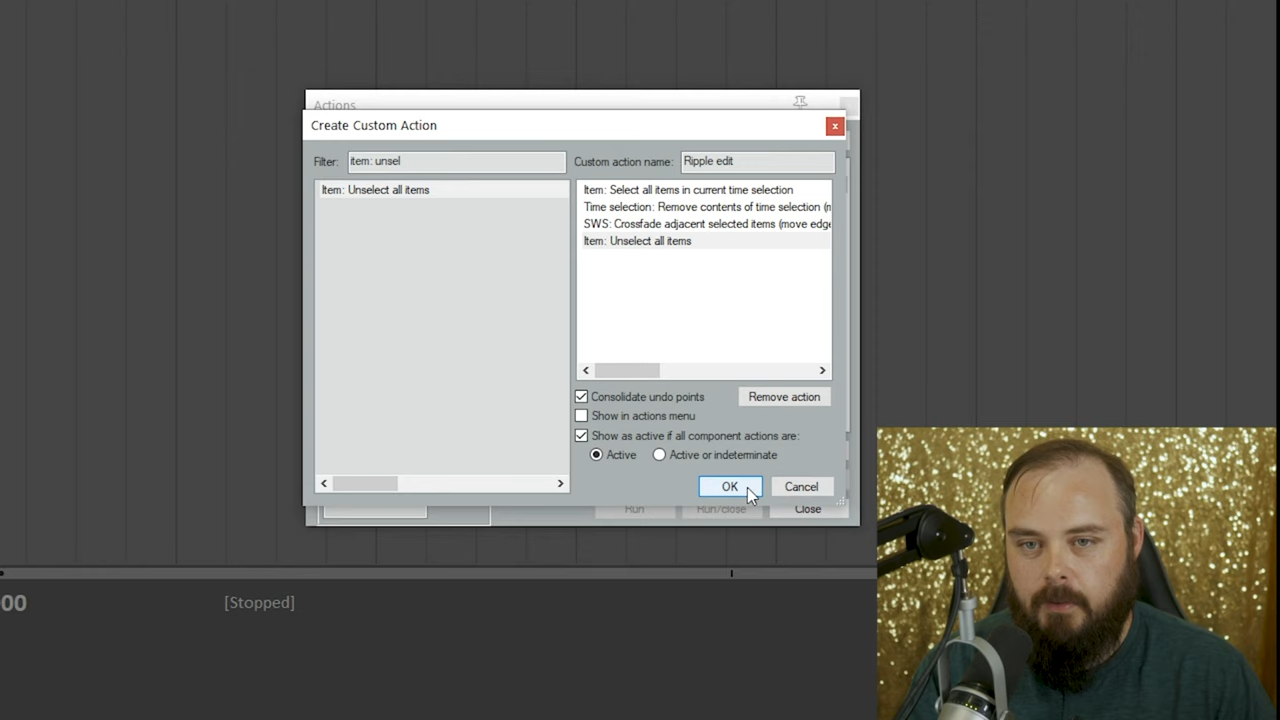 Actions
Create Custom Action
x
Filter:
item: unsel
Custom action name:
Ripple edit
Item: Unselect all items
Item: Select all items in current time selection
Time selection: Remove contents of time selection (m
SWS: Crossfade adjacent selected items (move edge
Item: Unselect all items
Consolidate undo points
Remove action
Show in actions menu
Show as active if all component actions are:
Active
Active or indeterminate
OK
Cancel
Run
Run/close
Close
00
[Stopped]